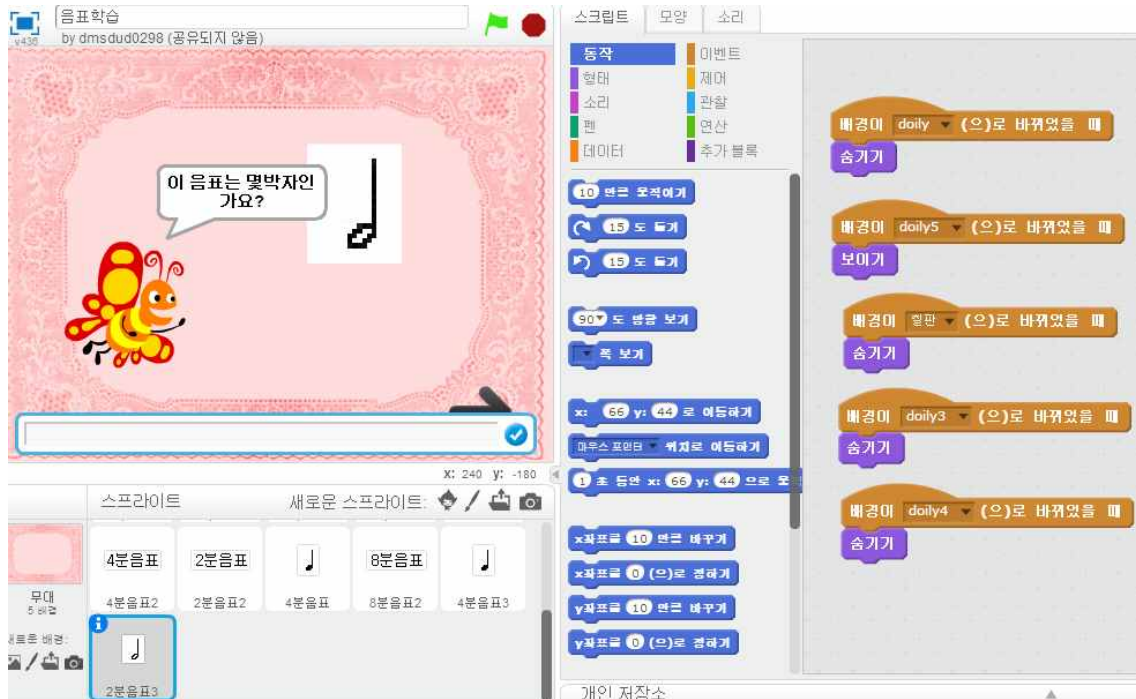 음표학습
v436
by dmsdud0298 (공유되지 않음)
이 음표는 몇박자인
가요?
x: 240 y: -180
스프라이트
새로운 스프라이트:
무대
5 배경
새로운 배경:
4분음표
2분음표
8분음표
4분음표2
2분음표2
4분음표
8분음표2
4분음표3
2분음표3
스크립트
모양
소리
동작
이벤트
형태
제어
소리
관찰
펜
연산
데이터
추가 블록
10 만큼 움직이기
15 도 돌기
15 도 돌기
90 도 방향 보기
쪽 보기
x: 66 y: 44 로 이동하기
마우스 포인터 위치로 이동하기
1 초 동안 x: 66 y: 44 으로
x좌표를 10 만큼 바꾸기
x좌표를 0 (으)로 정하기
y좌표를 10 만큼 바꾸기
y좌표를 0 (으)로 정하기
개인 저장소
배경이 doily (으)로 바뀌었을 때
숨기기
배경이 doily5 (으)로 바뀌었을 때
보이기
배경이 칠판 (으)로 바뀌었을 때
숨기기
배경이 doily3 (으)로 바뀌었을 때
숨기기
배경이 doily4 (으)로 바뀌었을 때
숨기기